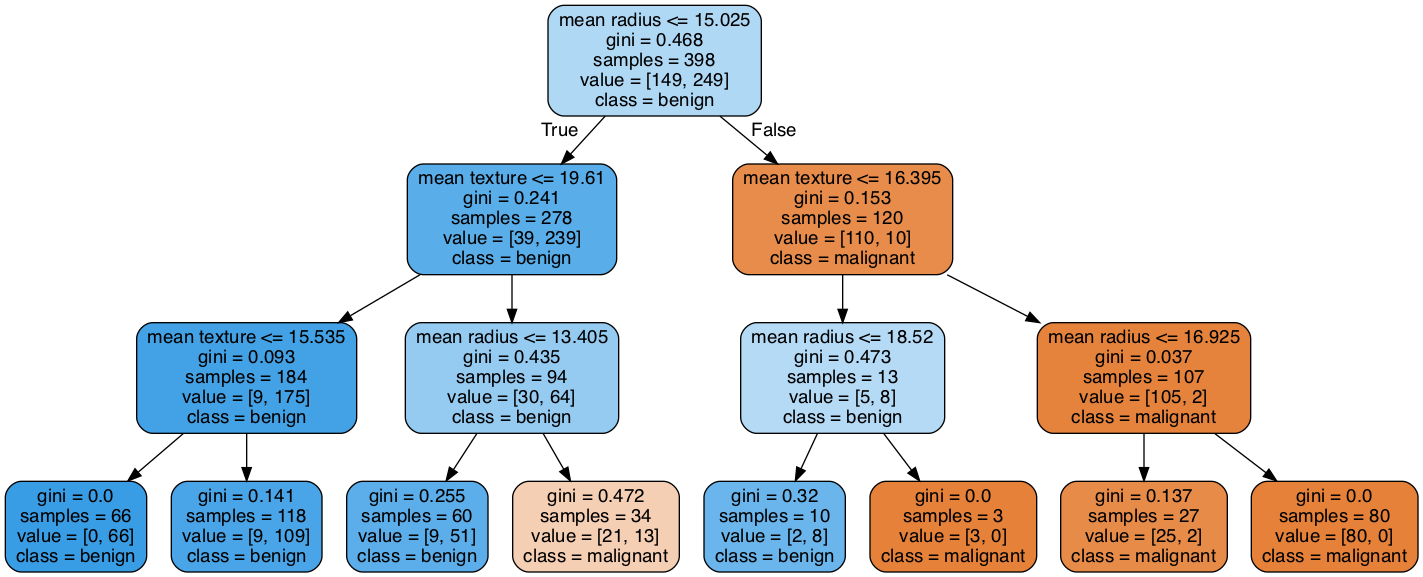 mean radius <= 15.025
gini = 0.468
samples = 398
value = [149, 249]
class = benign
True
False
mean texture <= 19.61
gini = 0.241
samples = 278
value = [39, 239]
class = benign
mean texture <= 16.395
gini = 0.153
samples = 120
value = [110, 10]
class = malignant
mean texture <= 15.535
gini = 0.093
samples = 184
value = [9, 175]
class = benign
mean radius <= 13.405
gini = 0.435
samples = 94
value = [30, 64]
class = benign
mean radius <= 18.52
gini = 0.473
samples = 13
value = [5, 8]
class = benign
mean radius <= 16.925
gini = 0.037
samples = 107
value = [105, 2]
class = malignant
gini = 0.0
samples = 66
value = [0, 66]
class = benign
gini = 0.141
samples = 118
value = [9, 109]
class = benign
gini = 0.255
samples = 60
value = [9, 51]
class = benign
gini = 0.472
samples = 34
value = [21, 13]
class = malignant
gini = 0.32
samples = 10
value = [2, 8]
class = benign
gini = 0.0
samples = 3
value = [3, 0]
class = malignant
gini = 0.137
samples = 27
value = [25, 2]
class = malignant
gini = 0.0
samples = 80
value = [80, 0]
class = malignant